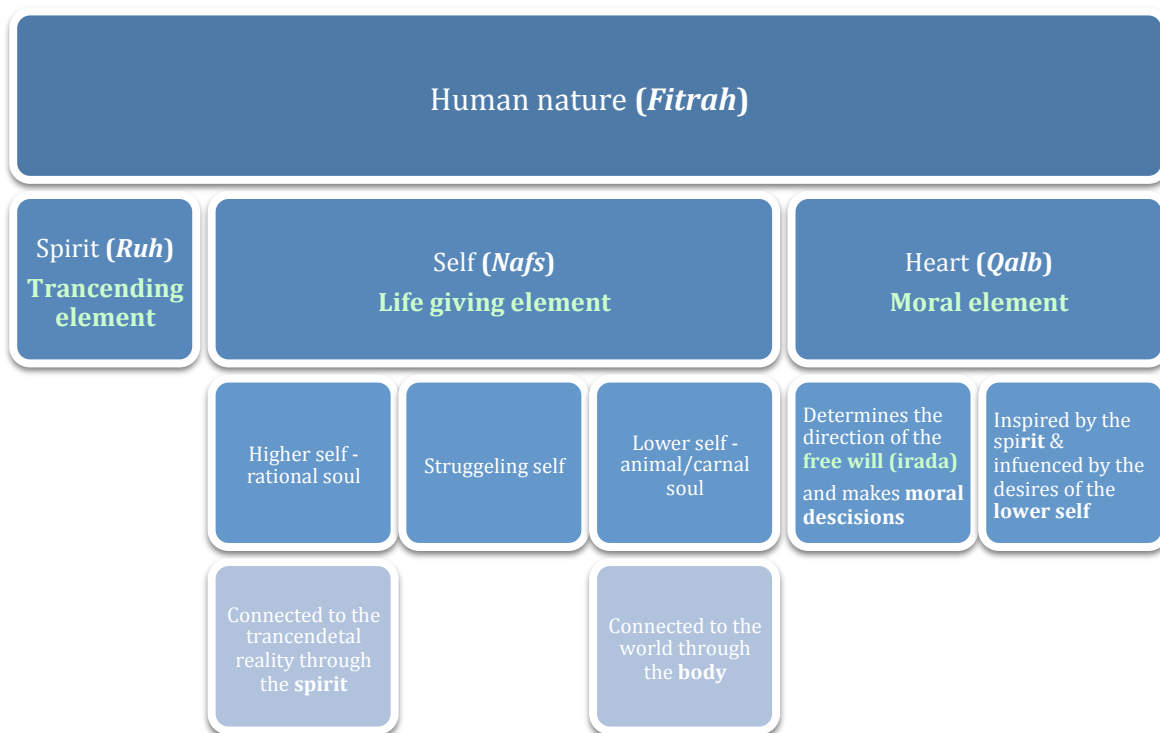 Human nature (Fitrah)
Spirit (Ruh)
Trancending
element
Self (Nafs)
Life giving element
Heart (Qalb)
Moral element
Higher self -
rational soul
Struggeling self
Lower self -
animal/carnal
soul
Determines the
direction of the
free will (irada)
and makes moral
descisions
Inspired by the
spirit &
infuenced by the
desires of the
lower self
Connected to the
trancendetal
reality through
the spirit
Connected to the
world through
the body